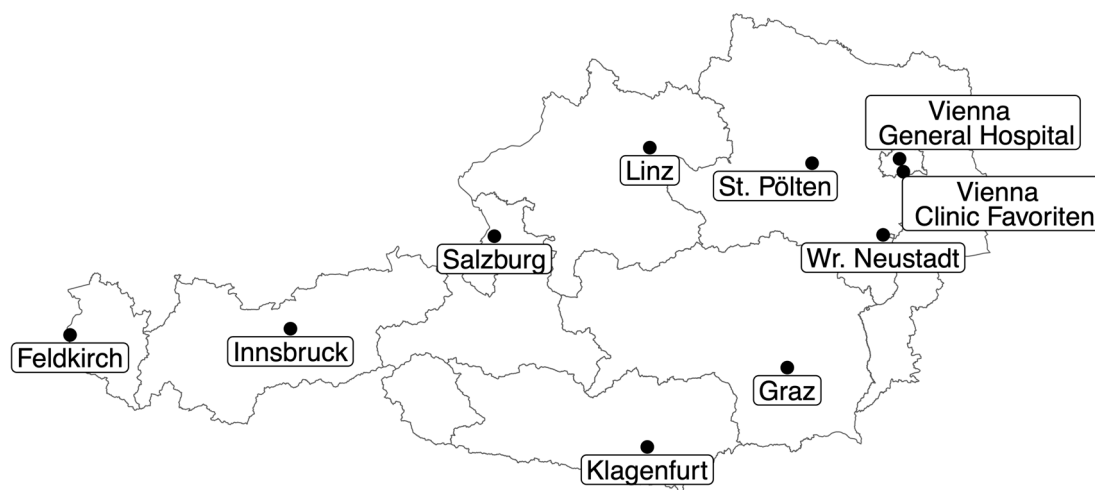 Vienna
General Hospital
Linz
St. Pölten
Vienna
Clinic Favoriten
Salzburg
Wr. Neustadt
Feldkirch
Innsbruck
Graz
Klagenfurt